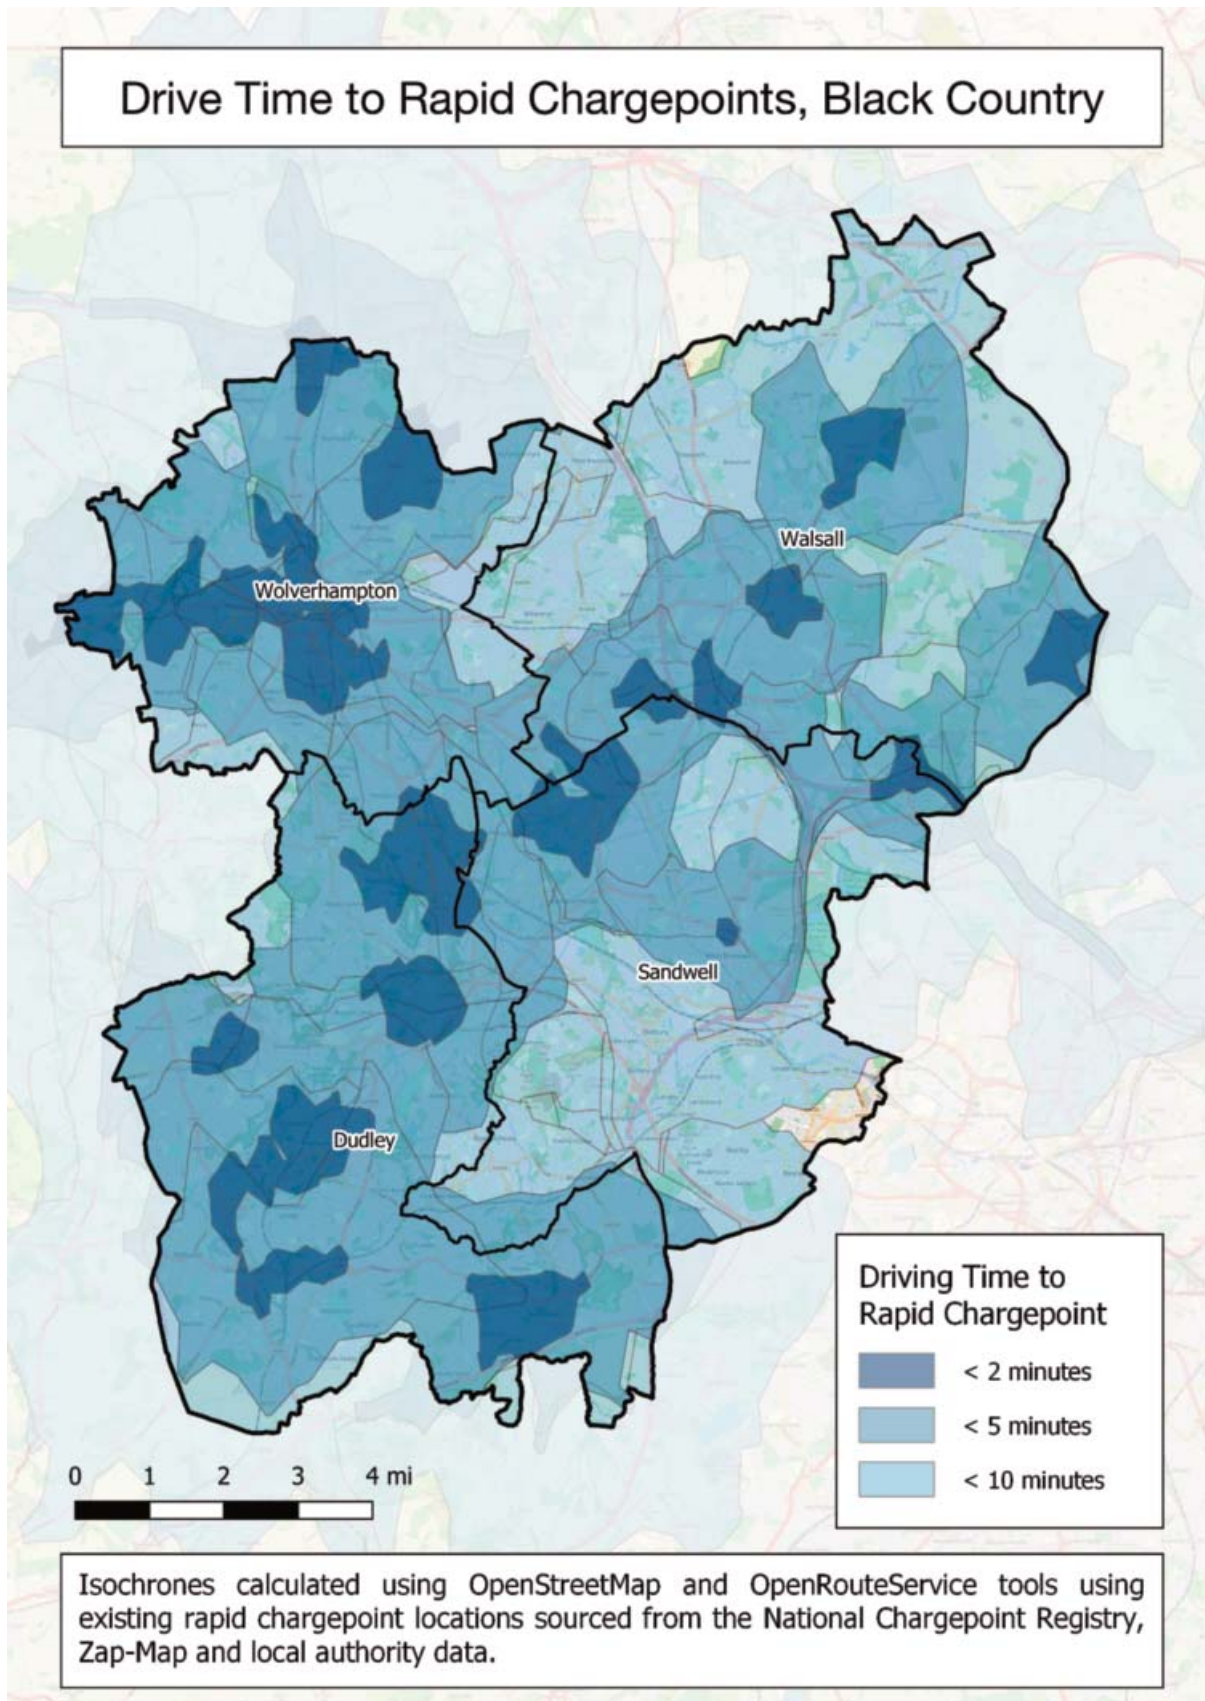 Drive Time to Rapid Chargepoints, Black Country
Walsall
Wolverhampton
Sandwell
Dudley
Driving Time to
Rapid Chargepoint
< 2 minutes
< 5 minutes
< 10 minutes
0 1 2 3 4 mi
Isochrones calculated using OpenStreetMap and OpenRouteService tools using
existing rapid chargepoint locations sourced from the National Chargepoint Registry,
Zap-Map and local authority data.